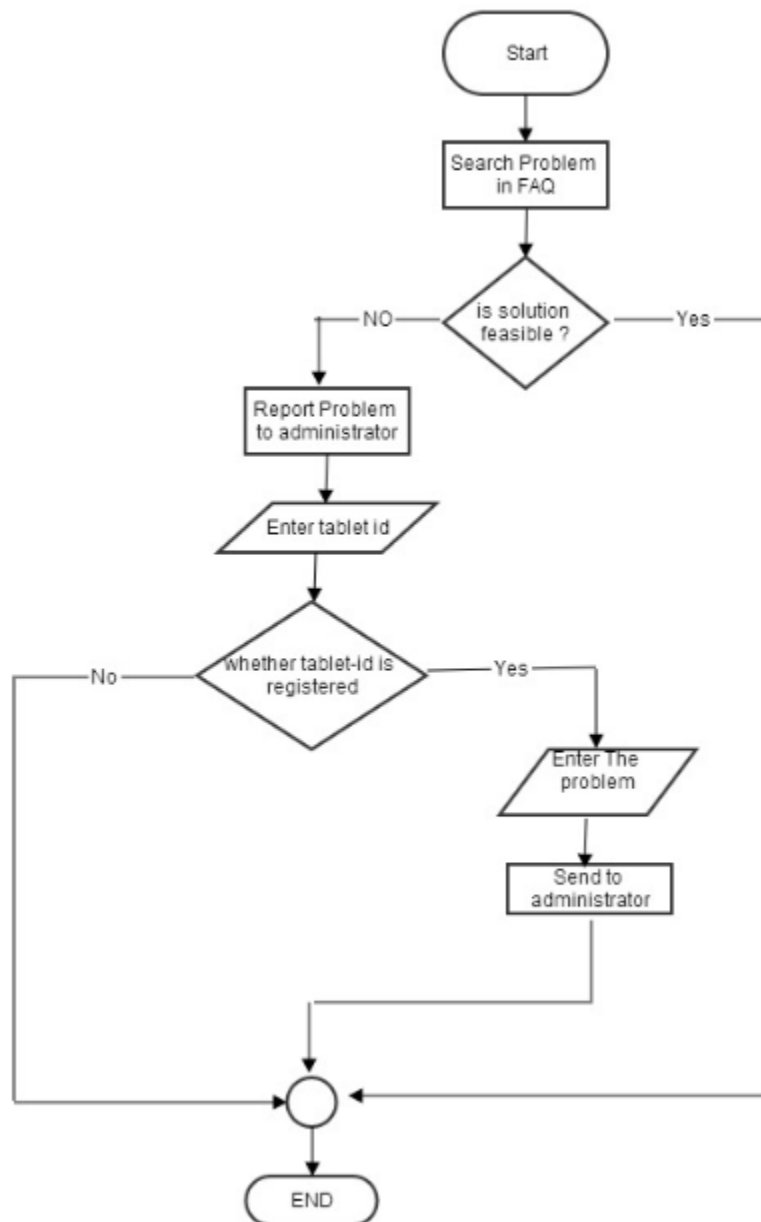 Start
Search Problem
in FAQ
is solution
feasible ?
NO
Yes
Report Problem
to administrator
Enter tablet id
whether tablet-id is
registered
No
Yes
Enter The
problem
Send to
administrator
END